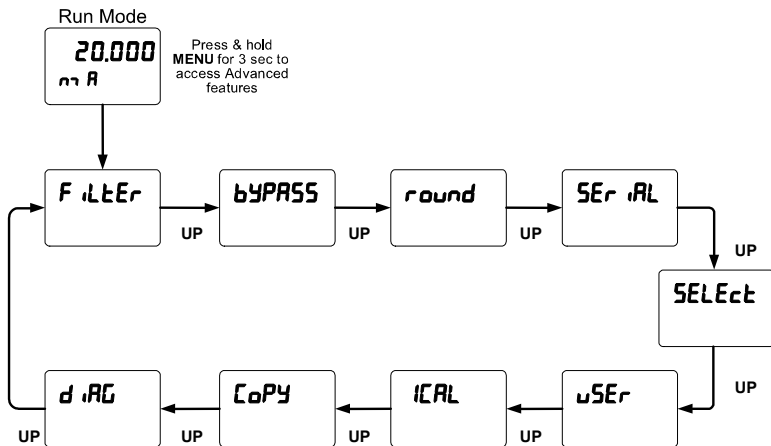 Run Mode
20.000
mA
Press & hold
MENU for 3 sec to
access Advanced
features
FiLtEr
UP
bYPASS
UP
round
UP
SEriAL
UP
SELEct
UP
uSEr
UP
ICAL
UP
CoPY
UP
diAG
UP